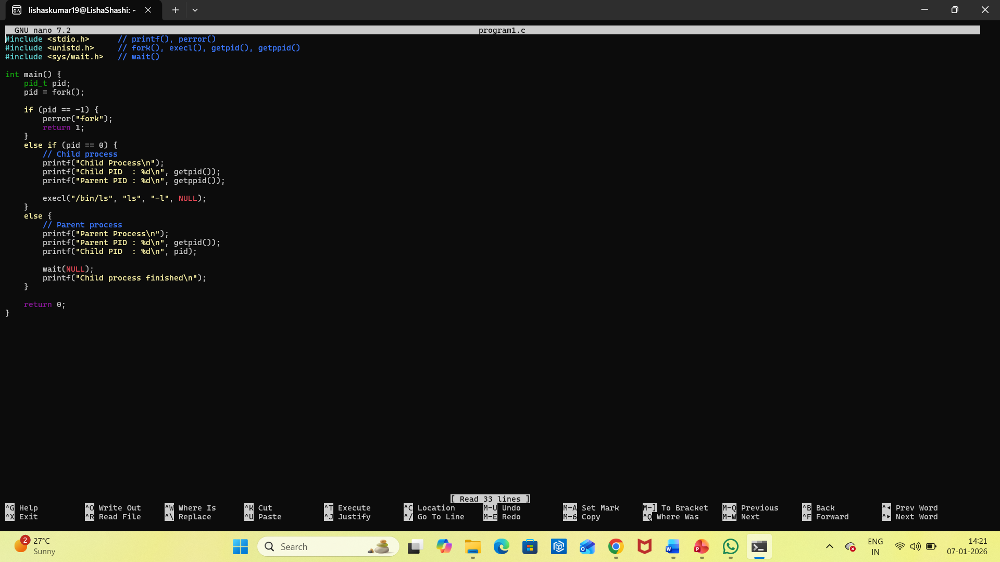 lishaskumar19@LishaShashi: ~
GNU nano 7.2 program1.c
#include <stdio.h>      // printf(), perror()
#include <unistd.h>     // fork(), execl(), getpid(), getppid()
#include <sys/wait.h>   // wait()
int main() {
    pid_t pid;
    pid = fork();
    if (pid == -1) {
        perror("fork");
        return 1;
    }
    else if (pid == 0) {
        // Child process
        printf("Child Process\n");
        printf("Child PID  : %d\n", getpid());
        printf("Parent PID : %d\n", getppid());
        execl("/bin/ls", "ls", "-l", NULL);
    }
    else {
        // Parent process
        printf("Parent Process\n");
        printf("Parent PID : %d\n", getpid());
        printf("Child PID  : %d\n", pid);
        wait(NULL);
        printf("Child process finished\n");
    }
    return 0;
}
[ Read 33 lines ]
^G Help ^O Write Out ^W Where Is ^K Cut ^T Execute ^C Location M-U Undo M-A Set Mark M-] To Bracket M-Q Previous ^B Back ^◂ Prev Word
^X Exit ^R Read File ^\ Replace ^U Paste ^J Justify ^/ Go To Line M-E Redo M-6 Copy ^Q Where Was M-W Next ^F Forward ^▸ Next Word
2 27°C
Sunny
Search
ENG
IN
14:21
07-01-2026